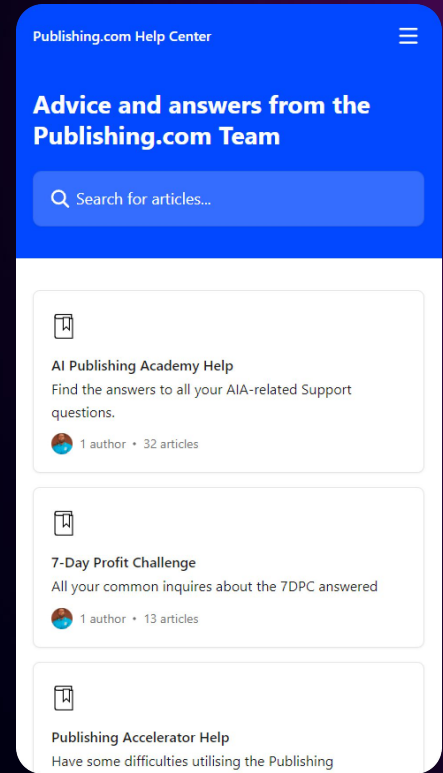 Publishing.com Help Center
Advice and answers from the
Publishing.com Team
Search for articles...
AI Publishing Academy Help
Find the answers to all your AIA-related Support
questions.
1 author • 32 articles
7-Day Profit Challenge
All your common inquires about the 7DPC answered
1 author • 13 articles
Publishing Accelerator Help
Have some difficulties utilising the Publishing